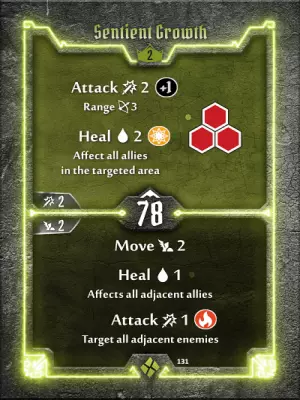 Sentient Growth
2
Attack 2 +1
Range 3
Heal 2
Affect all allies
in the targeted area
2
78
2
Move 2
Heal 1
Affects all adjacent allies
Attack 1
Target all adjacent enemies
131